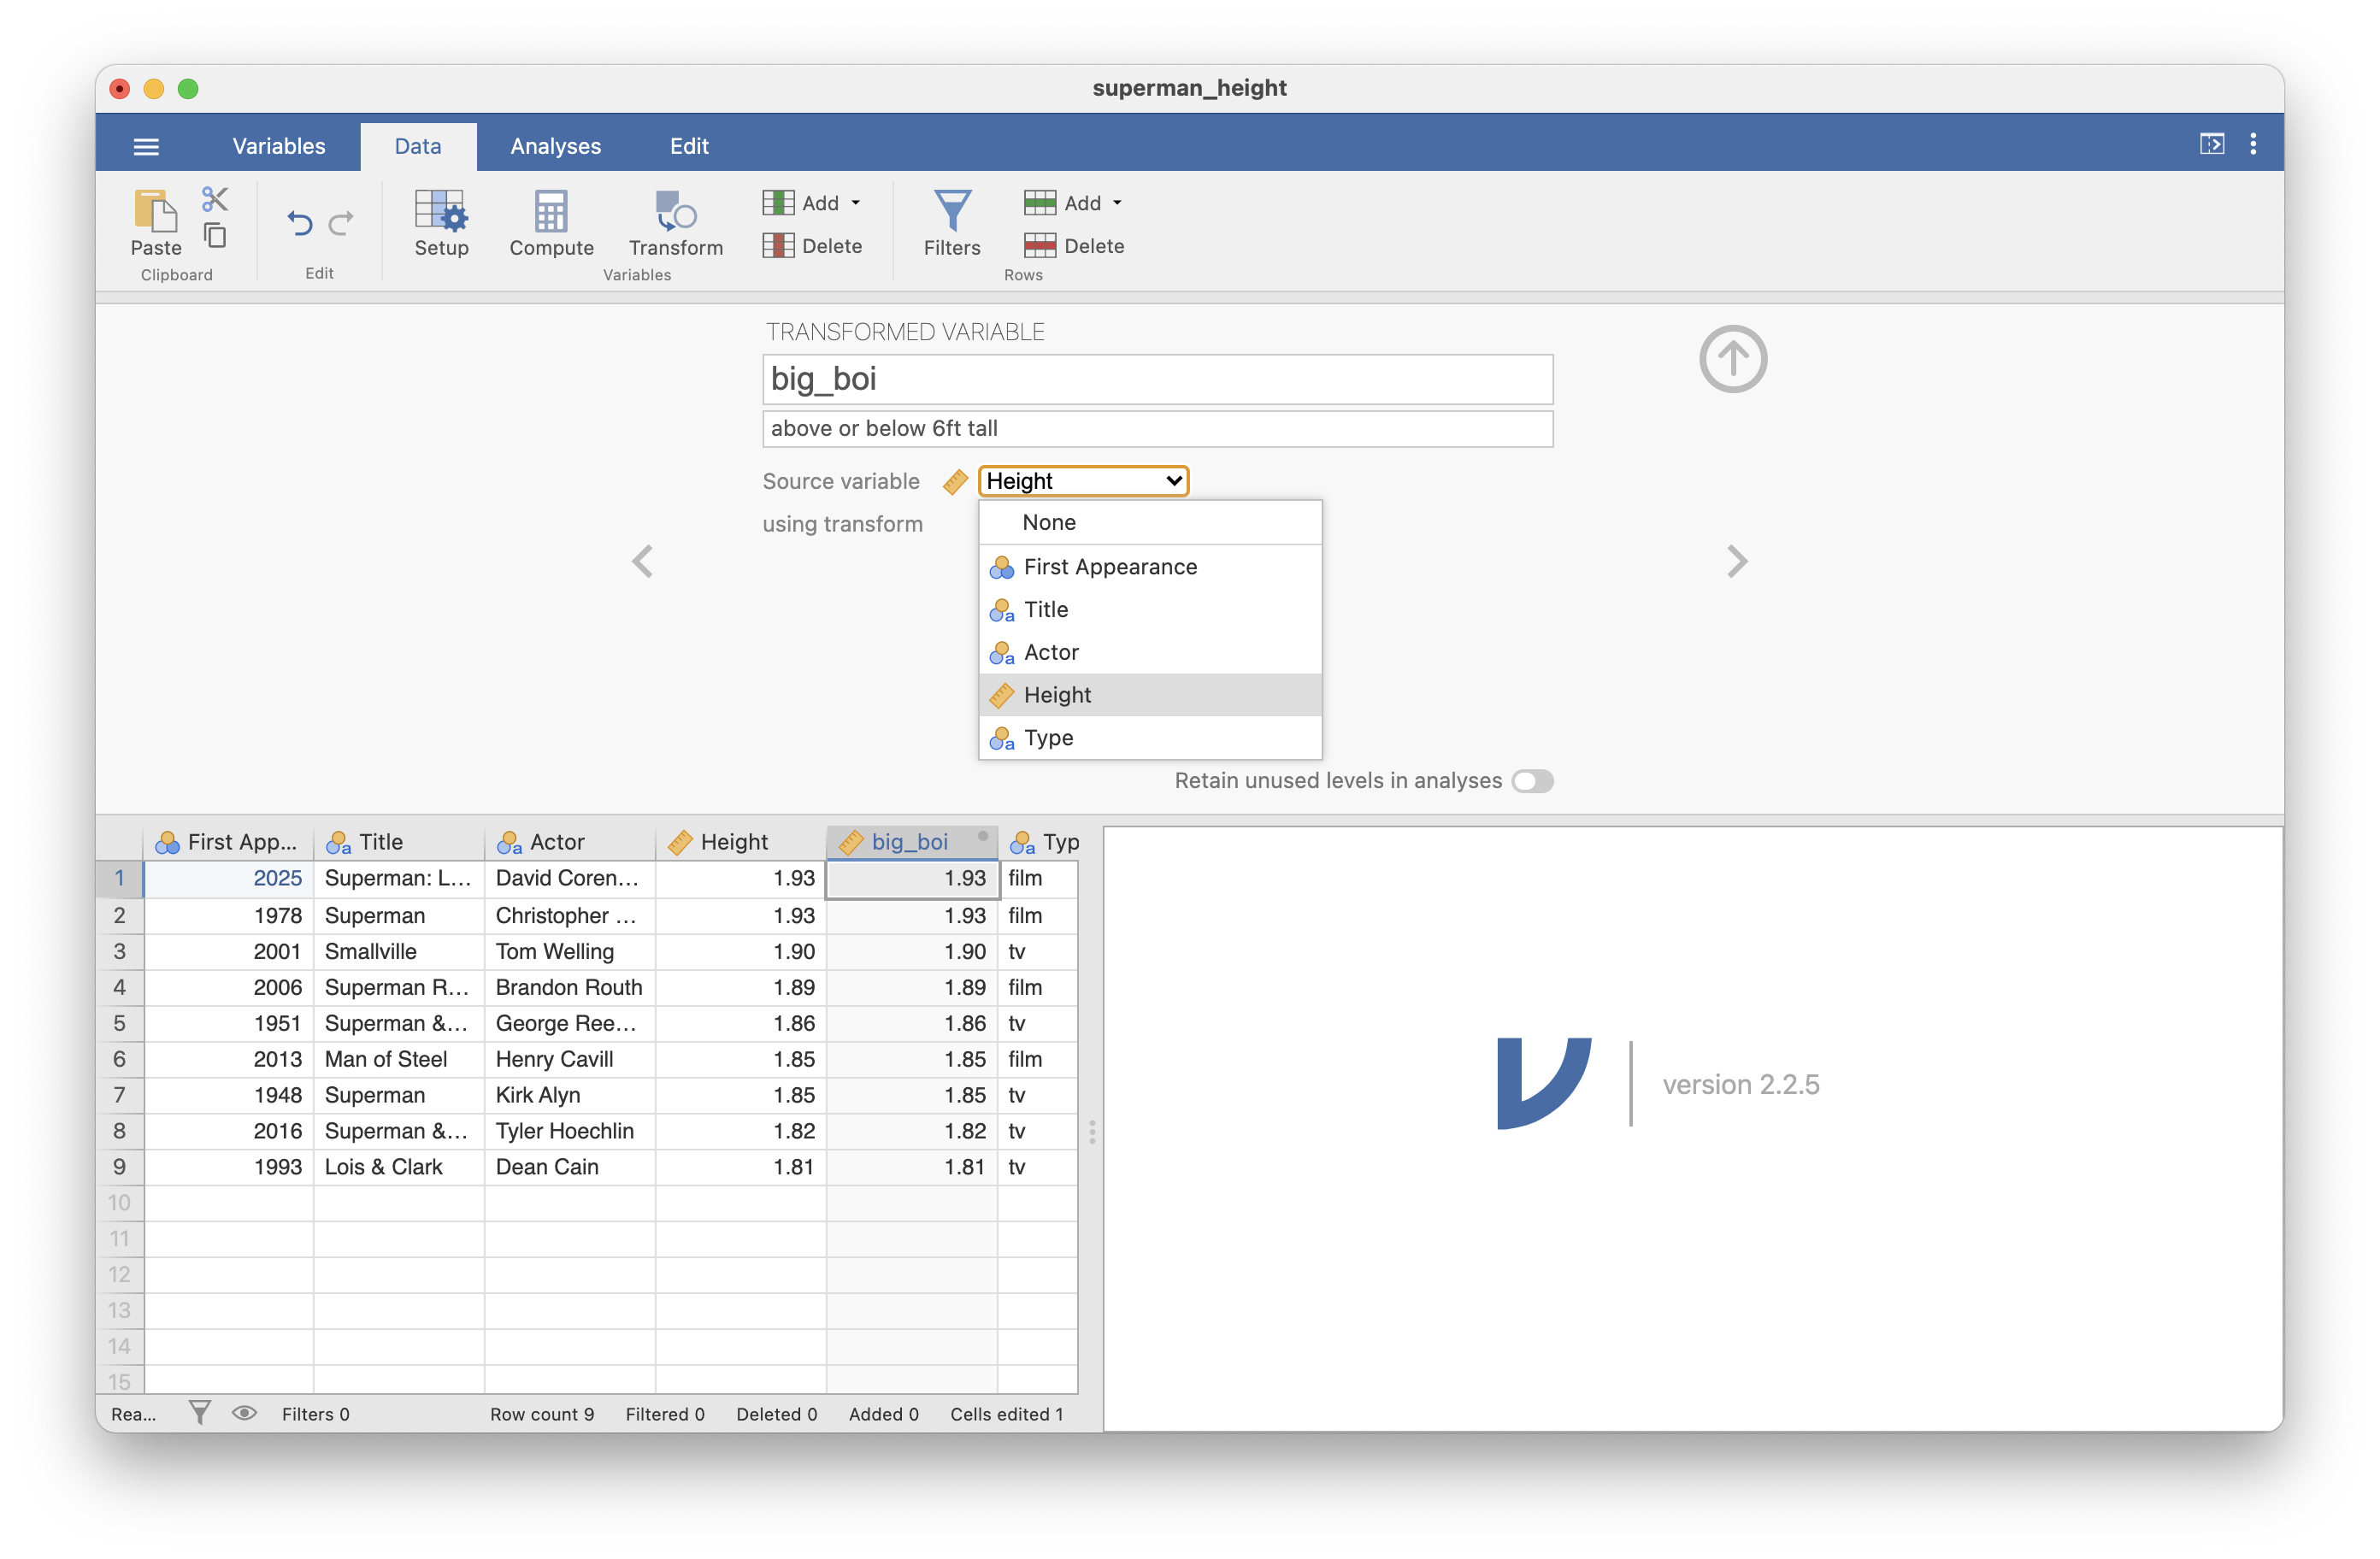 superman_height
Variables Data Analyses Edit
Paste
Clipboard
Edit
Setup Compute Transform
Add
Delete
Variables
Filters
Add
Delete
Rows
TRANSFORMED VARIABLE
big_boi
above or below 6ft tall
Source variable Height
using transform
None
First Appearance
Title
Actor
Height
Type
Retain unused levels in analyses
First App... Title Actor Height big_boi Typ
1 2025 Superman: L... David Coren... 1.93 1.93 film
2 1978 Superman Christopher ... 1.93 1.93 film
3 2001 Smallville Tom Welling 1.90 1.90 tv
4 2006 Superman R... Brandon Routh 1.89 1.89 film
5 1951 Superman &... George Ree... 1.86 1.86 tv
6 2013 Man of Steel Henry Cavill 1.85 1.85 film
7 1948 Superman Kirk Alyn 1.85 1.85 tv
8 2016 Superman &... Tyler Hoechlin 1.82 1.82 tv
9 1993 Lois & Clark Dean Cain 1.81 1.81 tv
10
11
12
13
14
15
version 2.2.5
Rea... Filters 0 Row count 9 Filtered 0 Deleted 0 Added 0 Cells edited 1